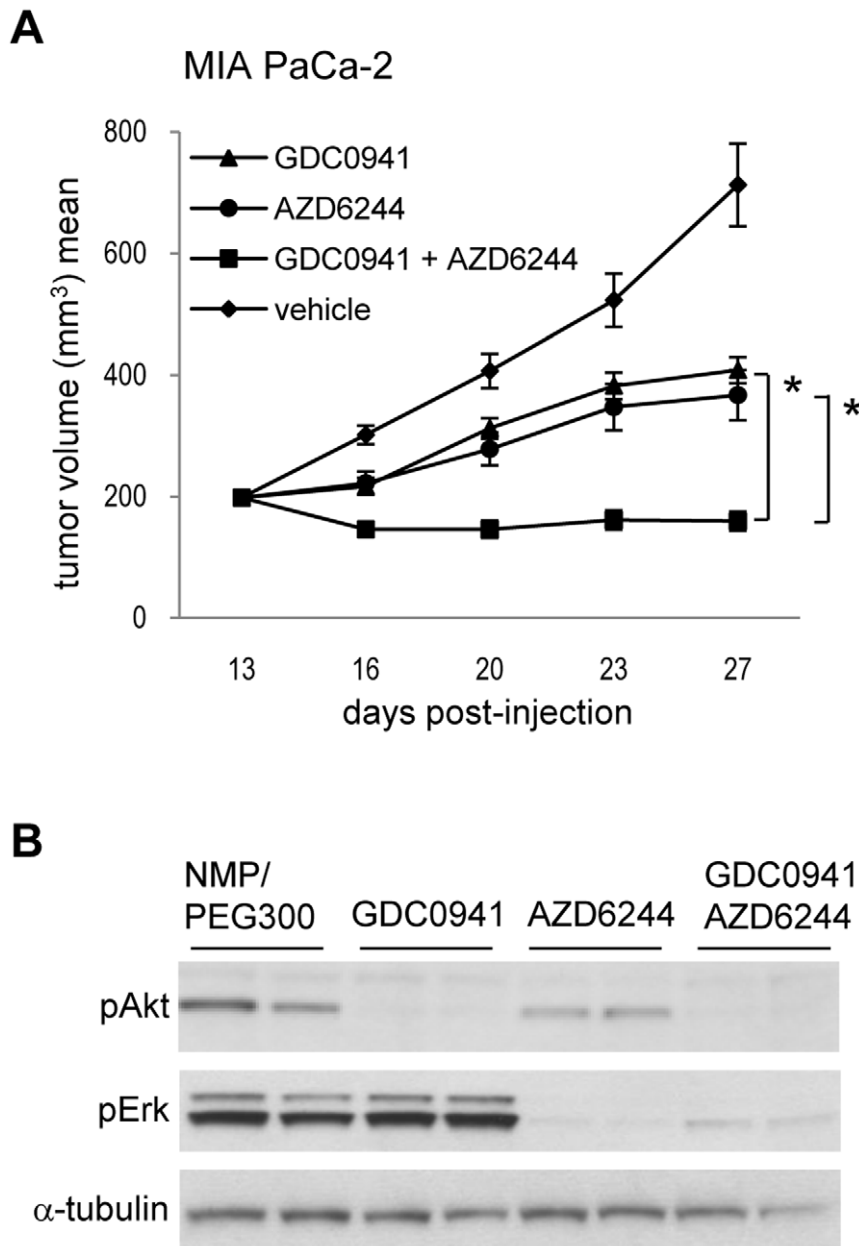 A
MIA PaCa-2
800
600
400
200
0
tumor volume (mm³) mean
GDC0941
AZD6244
GDC0941 + AZD6244
vehicle
*
*
13 16 20 23 27
days post-injection
B
NMP/
PEG300
GDC0941
AZD6244
GDC0941
AZD6244
pAkt
pErk
α-tubulin